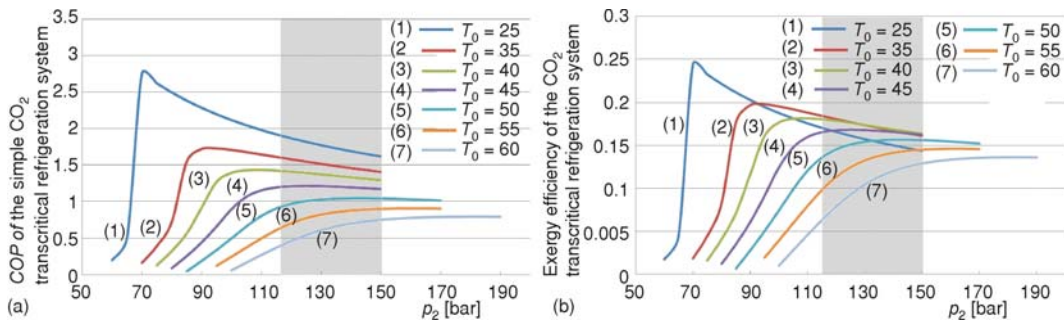 COP of the simple CO2
transcritical refrigeration system
3.5
3
2.5
2
1.5
1
0.5
0
50
70
90
110
130
150
170
190
p2 [bar]
(1) T0 = 25
(2 T0 = 35
(3) T0 = 40
(4) T0 = 45
(5) T0 = 50
(6) T0 = 55
(7) T0 = 60
(1)
(2)
(3)
(4)
(5)
(6)
(7)
(a)
Exergy efficiency of the CO2
transcritical refrigeration system
0.3
0.25
0.2
0.15
0.1
0.005
0
50
70
90
110
130
150
170
190
p2 [bar]
(1) T0 = 25
(2) T0 = 35
(3) T0 = 40
(4) T0 = 45
(5) T0 = 50
(6) T0 = 55
(7) T0 = 60
(1)
(2)
(3)
(4)
(5)
(6)
(7)
(b)